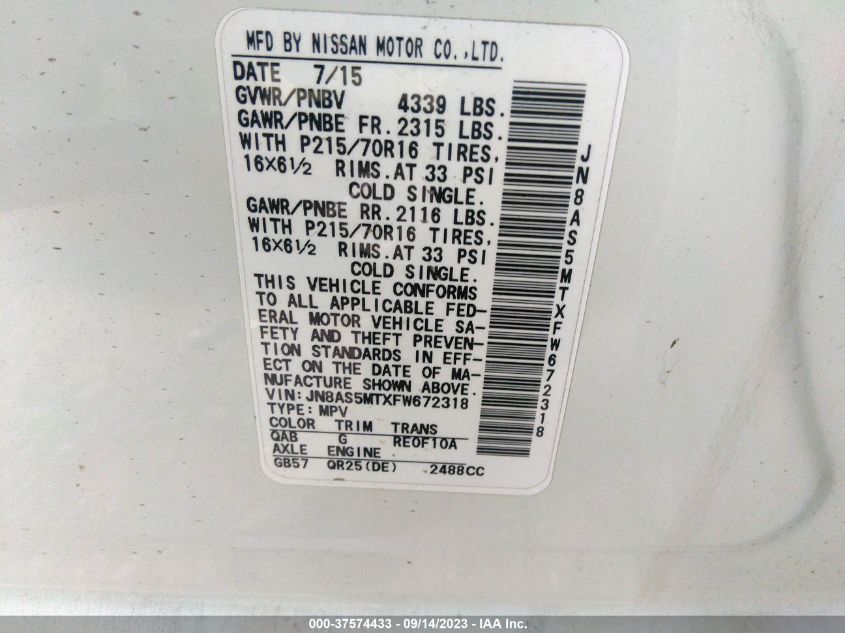 MFD BY NISSAN MOTOR CO.,LTD.
DATE 7/15
GVWR/PNBV 4339 LBS.
GAWR/PNBE FR. 2315 LBS.
WITH P215/70R16 TIRES,
16X6½ RIMS. AT 33 PSI
COLD SINGLE.
GAWR/PNBE RR. 2116 LBS.
WITH P215/70R16 TIRES,
16X6½ RIMS. AT 33 PSI
COLD SINGLE.
THIS VEHICLE CONFORMS
TO ALL APPLICABLE FED-
ERAL MOTOR VEHICLE SA-
FETY AND THEFT PREVEN-
TION STANDARDS IN EFF-
ECT ON THE DATE OF MA-
NUFACTURE SHOWN ABOVE.
VIN:JN8AS5MTXFW672318
TYPE:MPV
COLOR TRIM TRANS
QAB G RE0F10A
AXLE ENGINE
GB57 QR25(DE) 2488CC
JN8AS5MTXFW672318
000-37574433 - 09/14/2023 - IAA Inc.